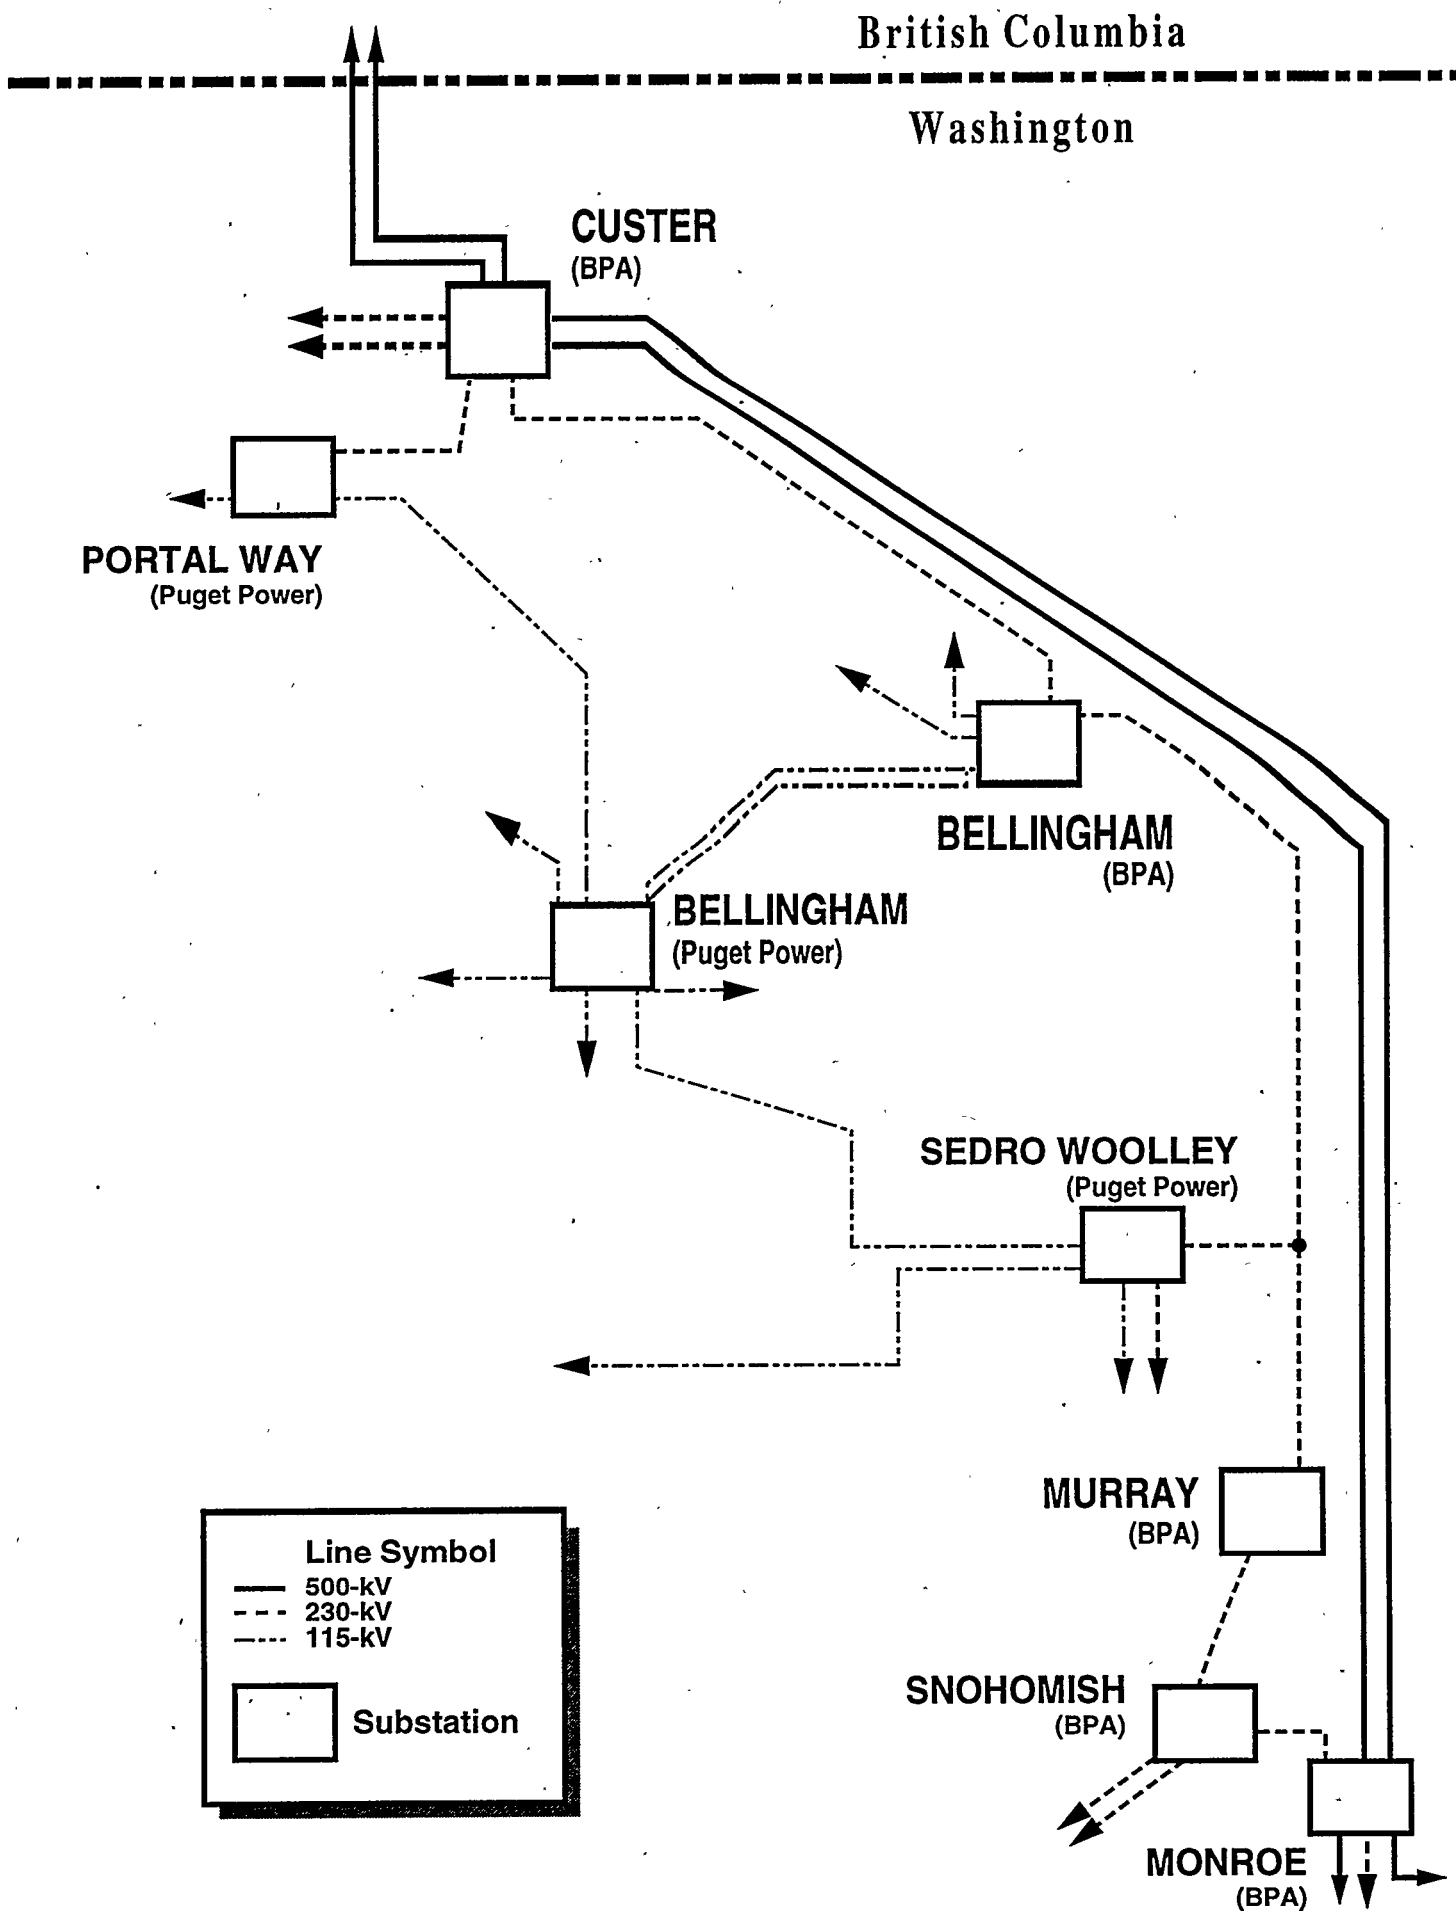 British Columbia
Washington
CUSTER
(BPA)
PORTAL WAY
(Puget Power)
BELLINGHAM
(BPA)
BELLINGHAM
(Puget Power)
SEDRO WOOLLEY
(Puget Power)
MURRAY
(BPA)
Line Symbol
500-kV
230-kV
115-kV
Substation
SNOHOMISH
(BPA)
MONROE
(BPA)